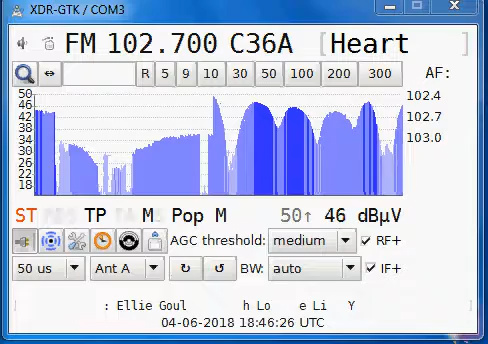 XDR-GTK / COM3
FM 102.700 C36A [Heart ]
R 5 9 10 30 50 100 200 300 AF:
50
46
42
38
34
30
26
22
18
102.4
102.7
103.0
ST TP M Pop M 50↑ 46 dBμV
AGC threshold: medium RF+
50 us Ant A ↻ ↺ BW: auto IF+
[ : Ellie Goul h Lo e Li Y ]
04-06-2018 18:46:26 UTC